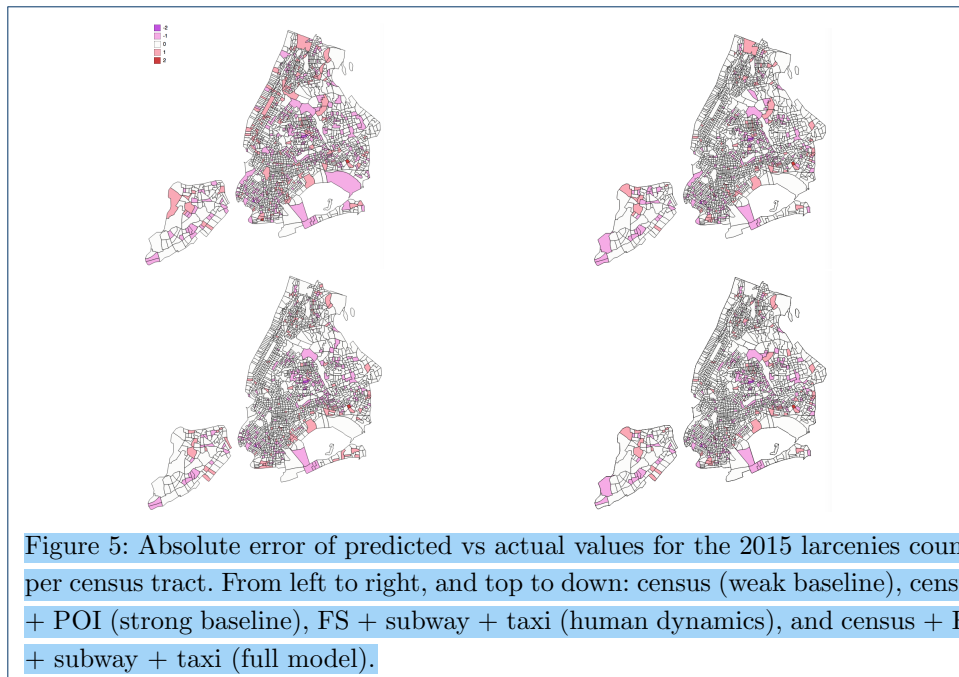 -2
-1
0
1
2
Figure 5: Absolute error of predicted vs actual values for the 2015 larcenies
per census tract. From left to right, and top to down: census (weak baseline),
+ POI (strong baseline), FS + subway + taxi (human dynamics), and census +
+ subway + taxi (full model).